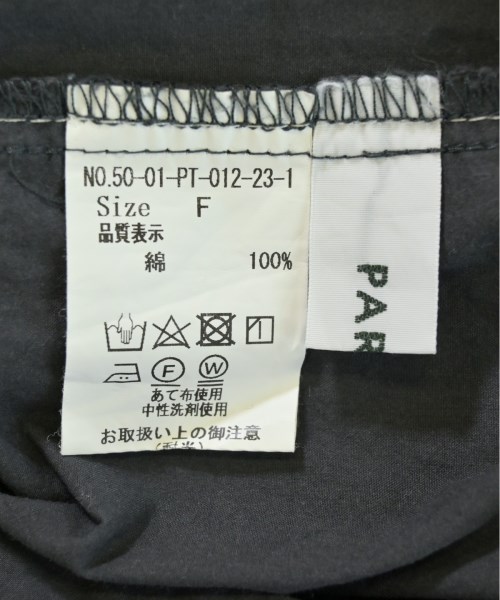 NO.50-01-PT-012-23-1
Size F
品質表示
綿 100%
F W
あて布使用
中性洗剤使用
お取扱い上の御注意
PAR